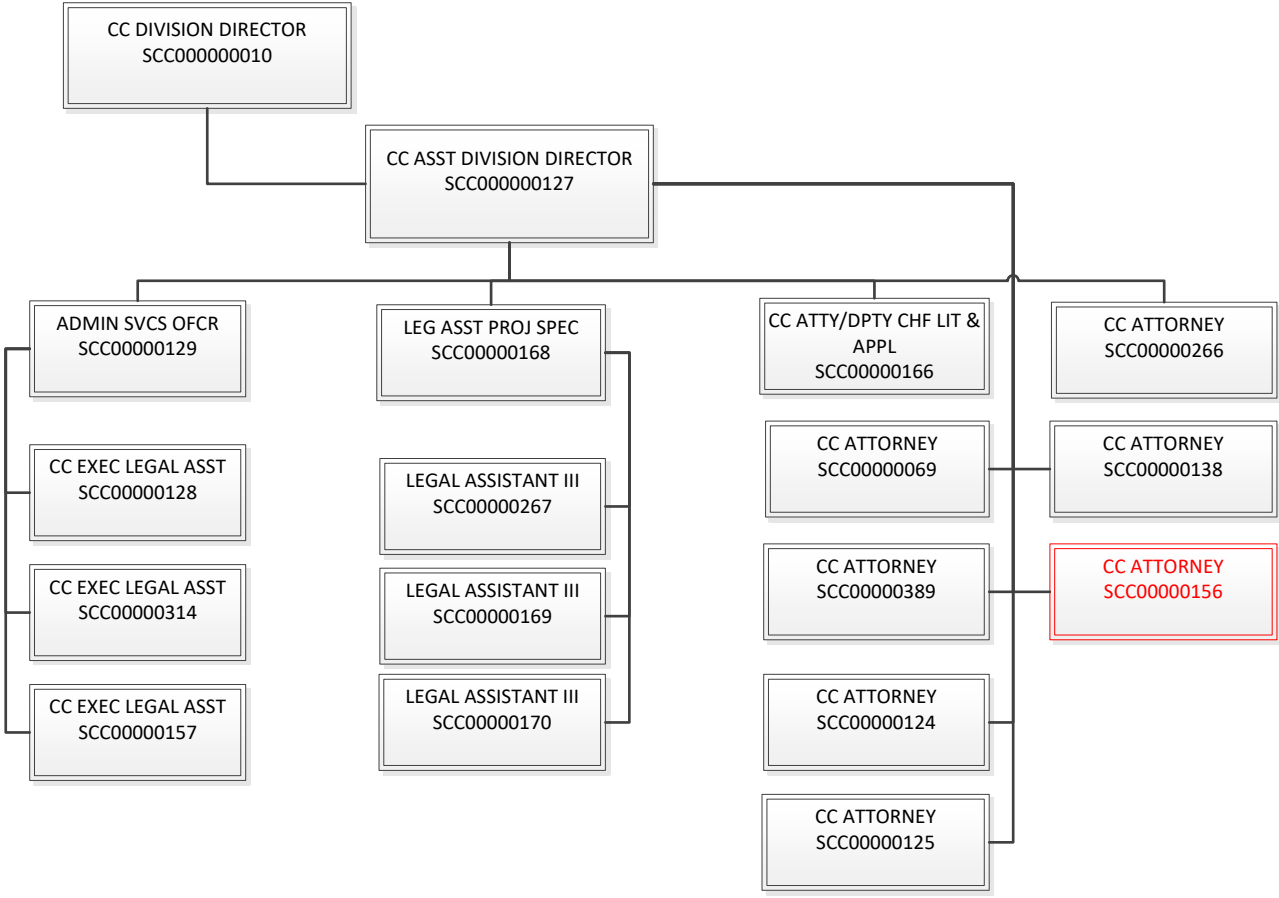 CC DIVISION DIRECTOR
SCC000000010
CC ASST DIVISION DIRECTOR
SCC000000127
ADMIN SVCS OFCR
SCC00000129
LEG ASST PROJ SPEC
SCC00000168
CC ATTY/DPTY CHF LIT &
APPL
SCC00000166
CC ATTORNEY
SCC00000266
CC EXEC LEGAL ASST
SCC00000128
LEGAL ASSISTANT III
SCC00000267
CC ATTORNEY
SCC00000069
CC ATTORNEY
SCC00000138
CC EXEC LEGAL ASST
SCC00000314
LEGAL ASSISTANT III
SCC00000169
CC ATTORNEY
SCC00000389
CC ATTORNEY
SCC00000156
CC EXEC LEGAL ASST
SCC00000157
LEGAL ASSISTANT III
SCC00000170
CC ATTORNEY
SCC00000124
CC ATTORNEY
SCC00000125